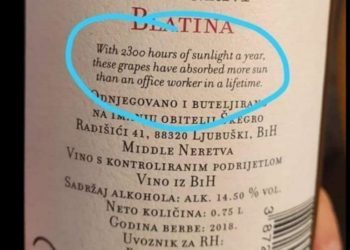 BLATINA
With 2300 hours of sunlight a year,
these grapes have absorbed more sun
than an office worker in a lifetime.
ODNJEGOVANO I BUTELJIRANO
NA IMANJU OBITELJI ŠKEGRO
RADIŠIĆI 41, 88320 LJUBUŠKI, BIH
MIDDLE NERETVA
VINO S KONTROLIRANIM PODRIJETLOM
VINO IZ BIH
SADRŽAJ ALKOHOLA: ALK. 14.50 % VOL.
NETO KOLIČINA: 0.75 L
GODINA BERBE: 2018.
UVOZNIK ZA RH: